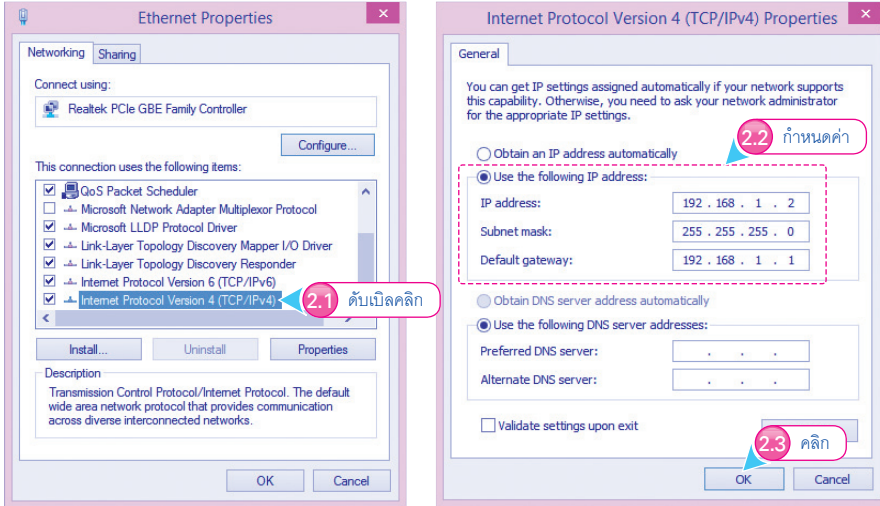 Ethernet Properties
Networking
Sharing
Connect using:
Realtek PCIe GBE Family Controller
Configure...
This connection uses the following items:
QoS Packet Scheduler
Microsoft Network Adapter Multiplexor Protocol
Microsoft LLDP Protocol Driver
Link-Layer Topology Discovery Mapper I/O Driver
Link-Layer Topology Discovery Responder
Internet Protocol Version 6 (TCP/IPv6)
Internet Protocol Version 4 (TCP/IPv4)
2.1 ดับเบิลคลิก
Install...
Uninstall
Properties
Description
Transmission Control Protocol/Internet Protocol. The default
wide area network protocol that provides communication
across diverse interconnected networks.
OK
Cancel
Internet Protocol Version 4 (TCP/IPv4) Properties
General
You can get IP settings assigned automatically if your network supports
this capability. Otherwise, you need to ask your network administrator
for the appropriate IP settings.
2.2 กำหนดค่า
Obtain an IP address automatically
Use the following IP address:
IP address: 192 . 168 . 1 . 2
Subnet mask: 255 . 255 . 255 . 0
Default gateway: 192 . 168 . 1 . 1
Obtain DNS server address automatically
Use the following DNS server addresses:
Preferred DNS server: . . .
Alternate DNS server: . . .
Validate settings upon exit
2.3 คลิก
OK
Cancel